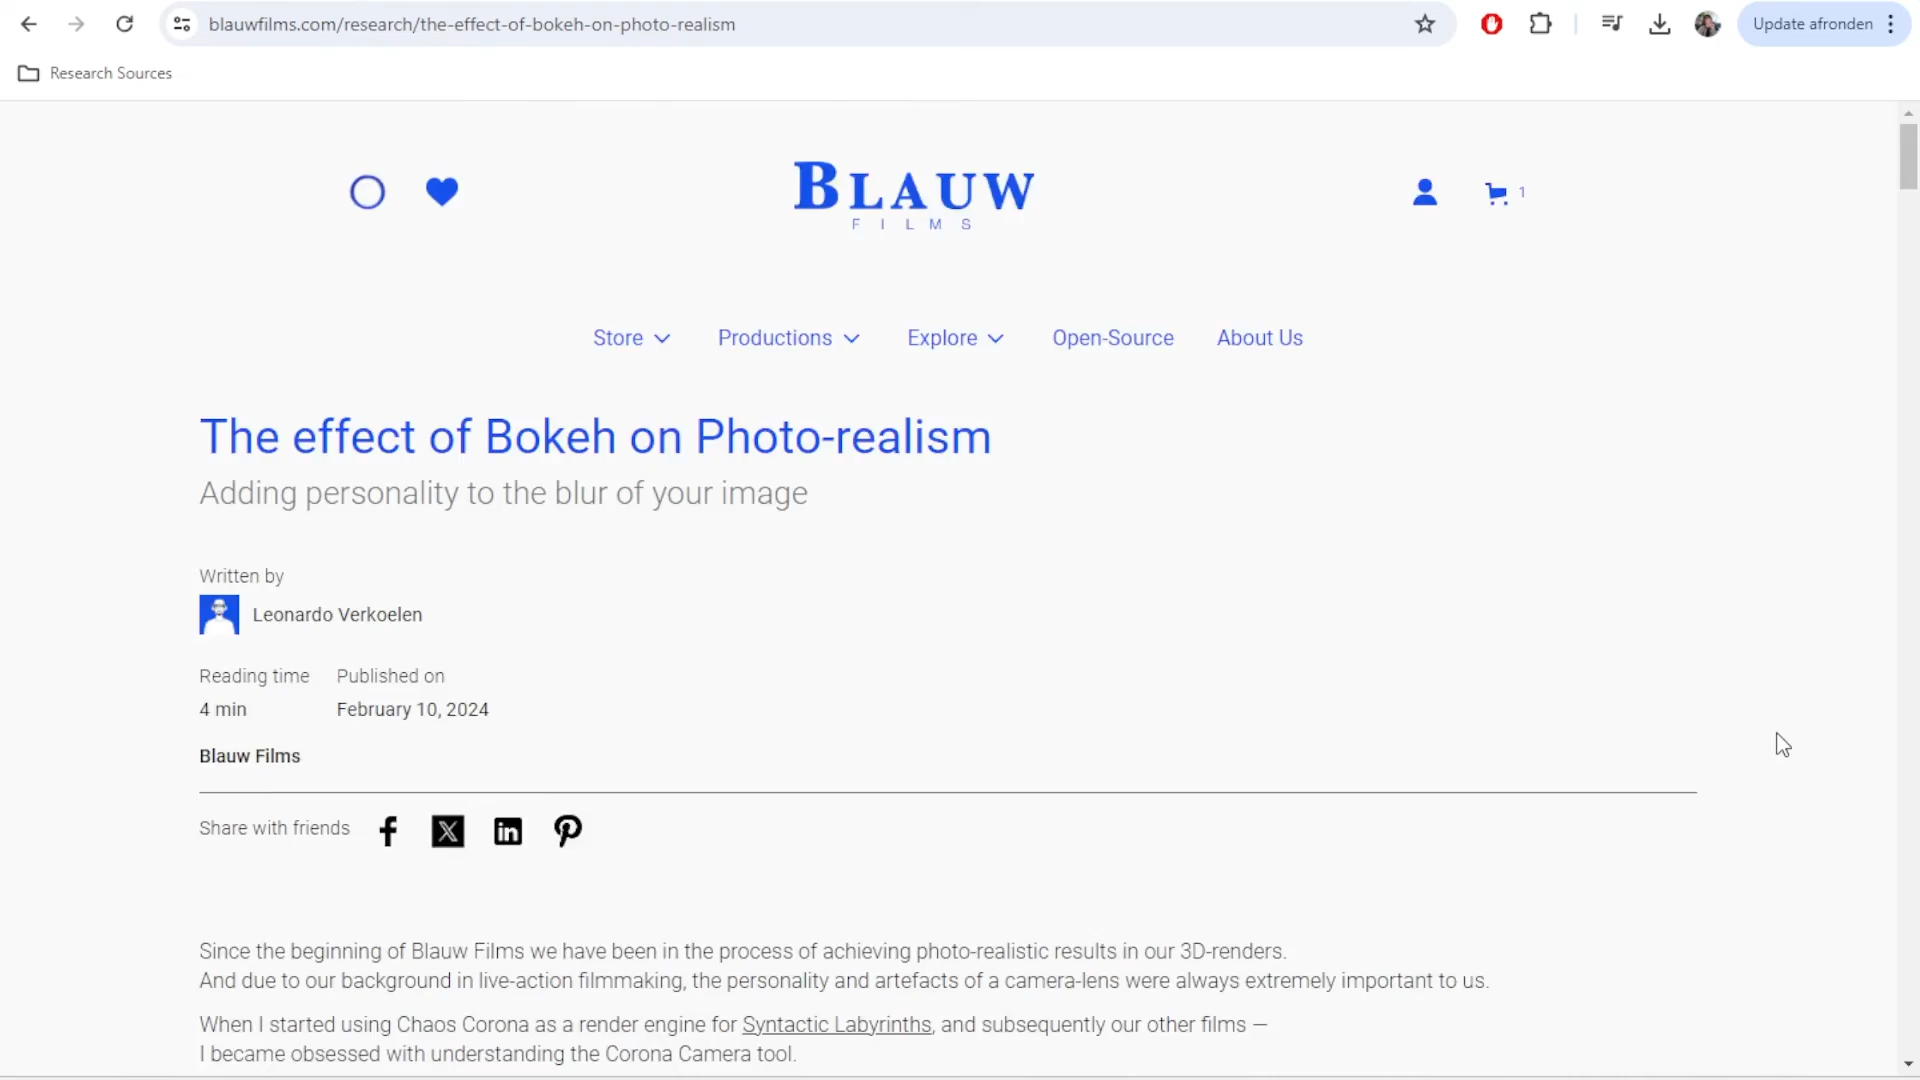 blauwfilms.com/research/the-effect-of-bokeh-on-photo-realism
Update afronden
Research Sources
BLAUW
FILMS
1
Store
Productions
Explore
Open-Source
About Us
The effect of Bokeh on Photo-realism
Adding personality to the blur of your image
Written by
Leonardo Verkoelen
Reading time
Published on
4 min
February 10, 2024
Blauw Films
Share with friends
Since the beginning of Blauw Films we have been in the process of achieving photo-realistic results in our 3D-renders.
And due to our background in live-action filmmaking, the personality and artefacts of a camera-lens were always extremely important to us.
When I started using Chaos Corona as a render engine for Syntactic Labyrinths, and subsequently our other films —
I became obsessed with understanding the Corona Camera tool.